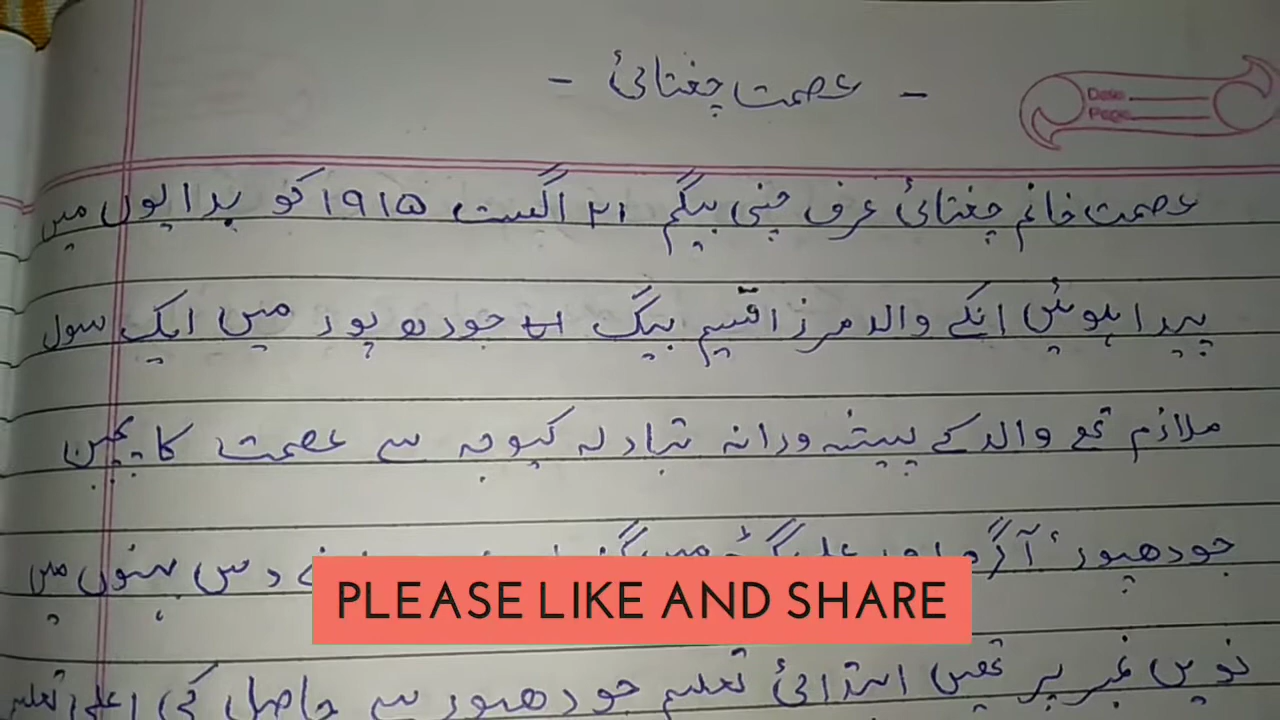 - عصمت چغتائی -
Date
Page
عصمت خانم چغتائی عرف چنی بیگم ۲۱ اگست ۱۹۱۵ کو بدایوں میں
پیدا ہوئیں انکے والد مرزا قسیم بیگ جودھپور میں ایک سول
ملازم تھے والد کے پیشہ ورانہ تبادلہ کیوجہ سے عصمت کا بچپن
جودھپور، آگرہ اور علی گڑھ میں دس بہنوں میں
PLEASE LIKE AND SHARE
نویں نمبر پر تھیں ابتدائی تعلیم جودھپور سے حاصل کی اعلی تعلیم